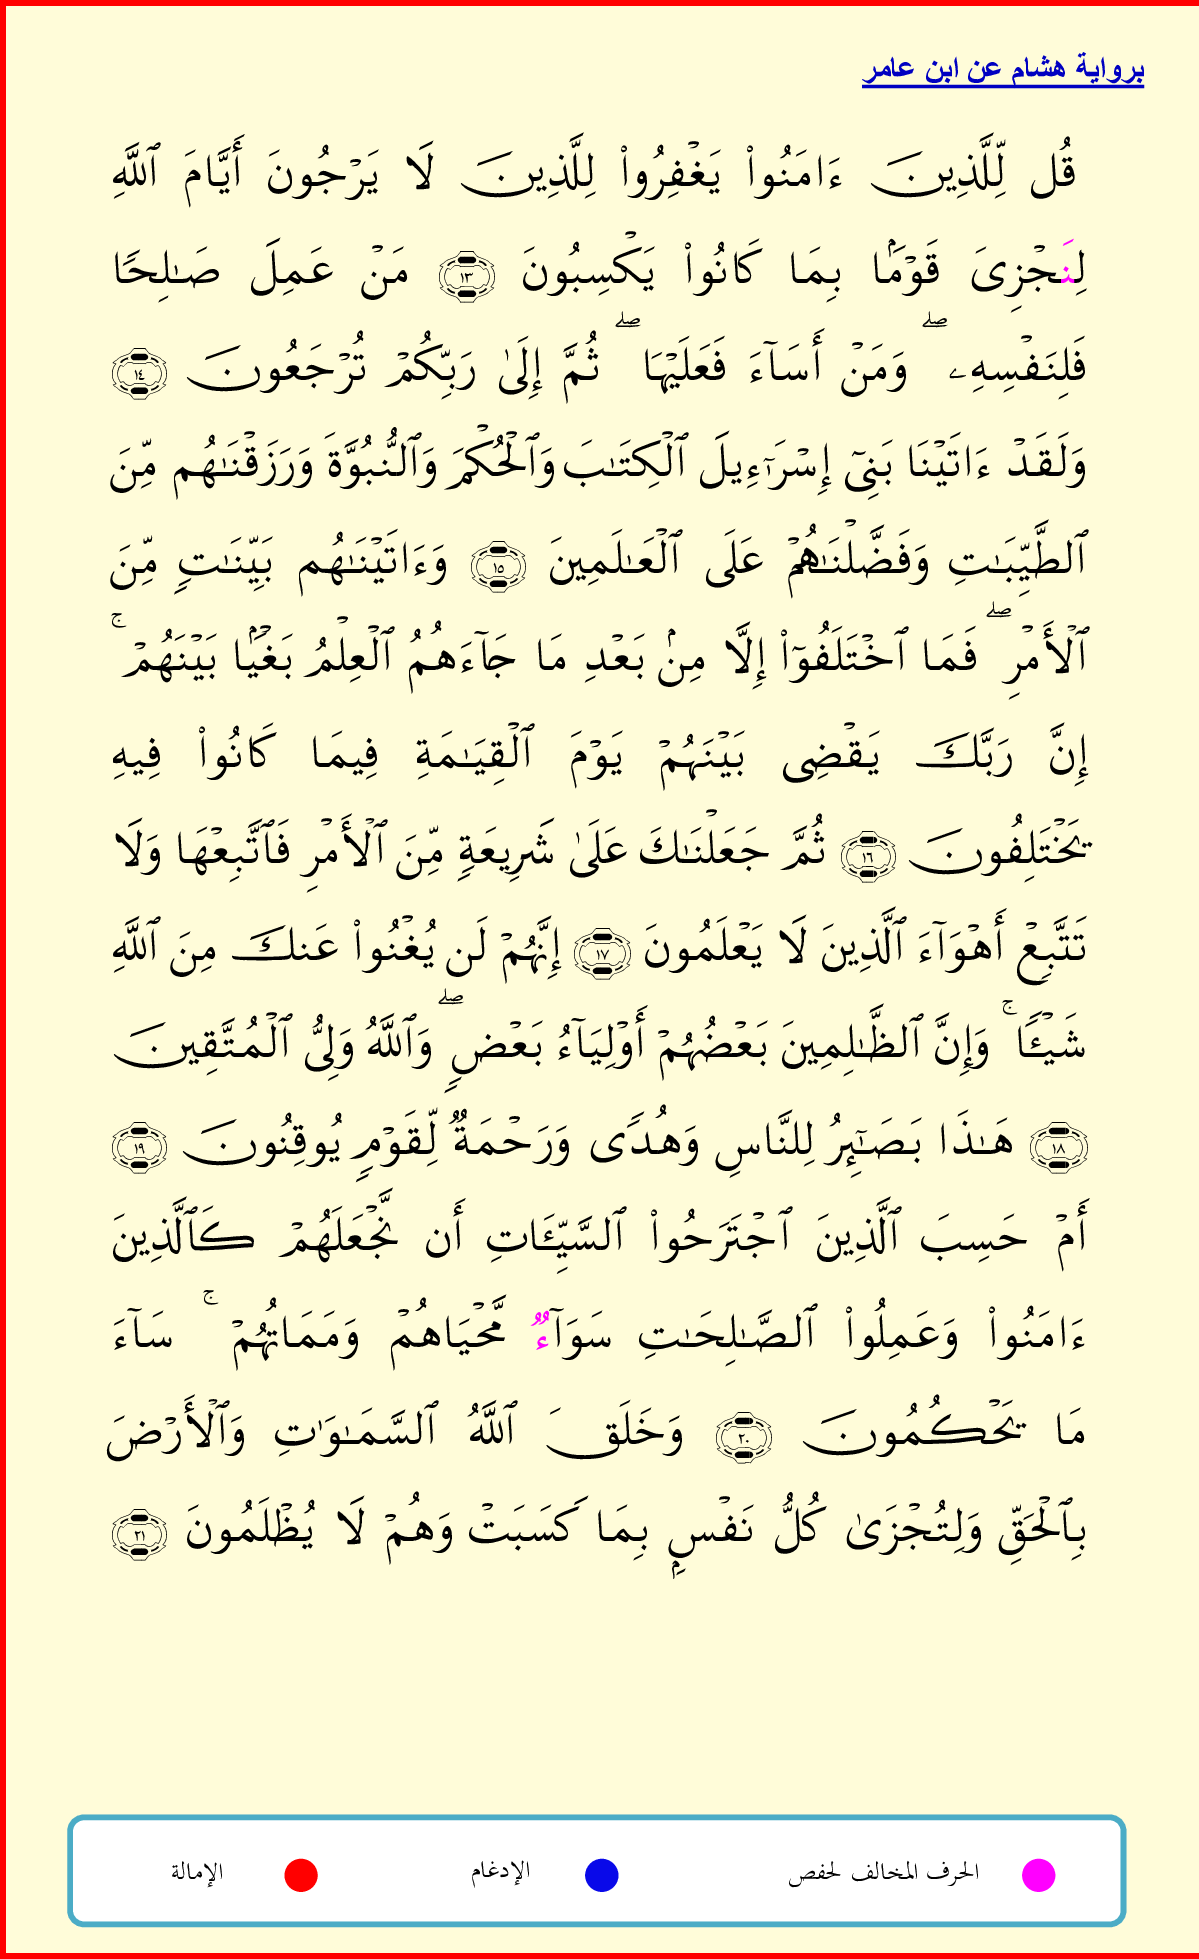 برواية هشام عن ابن عامر
قُل لِّلَّذِينَ ءَامَنُوا۟ يَغْفِرُوا۟ لِلَّذِينَ لَا يَرْجُونَ أَيَّامَ ٱللَّهِ
لِنَجْزِىَ قَوْمًۢا بِمَا كَانُوا۟ يَكْسِبُونَ ١٣ مَنْ عَمِلَ صَـٰلِحًا
فَلِنَفْسِهِۦ ۖ وَمَنْ أَسَآءَ فَعَلَيْهَا ۖ ثُمَّ إِلَىٰ رَبِّكُمْ تُرْجَعُونَ ١٤
وَلَقَدْ ءَاتَيْنَا بَنِىٓ إِسْرَٰٓءِيلَ ٱلْكِتَـٰبَ وَٱلْحُكْمَ وَٱلنُّبُوَّةَ وَرَزَقْنَـٰهُم مِّنَ
ٱلطَّيِّبَـٰتِ وَفَضَّلْنَـٰهُمْ عَلَى ٱلْعَـٰلَمِينَ ١٥ وَءَاتَيْنَـٰهُم بَيِّنَـٰتٍ مِّنَ
ٱلْأَمْرِ ۖ فَمَا ٱخْتَلَفُوٓا۟ إِلَّا مِنۢ بَعْدِ مَا جَآءَهُمُ ٱلْعِلْمُ بَغْيًۢا بَيْنَهُمْ ۚ
إِنَّ رَبَّكَ يَقْضِى بَيْنَهُمْ يَوْمَ ٱلْقِيَـٰمَةِ فِيمَا كَانُوا۟ فِيهِ
يَخْتَلِفُونَ ١٦ ثُمَّ جَعَلْنَـٰكَ عَلَىٰ شَرِيعَةٍ مِّنَ ٱلْأَمْرِ فَٱتَّبِعْهَا وَلَا
تَتَّبِعْ أَهْوَآءَ ٱلَّذِينَ لَا يَعْلَمُونَ ١٧ إِنَّهُمْ لَن يُغْنُوا۟ عَنكَ مِنَ ٱللَّهِ
شَيْـًٔا ۚ وَإِنَّ ٱلظَّـٰلِمِينَ بَعْضُهُمْ أَوْلِيَآءُ بَعْضٍ ۖ وَٱللَّهُ وَلِىُّ ٱلْمُتَّقِينَ
١٨ هَـٰذَا بَصَـٰٓئِرُ لِلنَّاسِ وَهُدًى وَرَحْمَةٌ لِّقَوْمٍ يُوقِنُونَ ١٩
أَمْ حَسِبَ ٱلَّذِينَ ٱجْتَرَحُوا۟ ٱلسَّيِّـَٔاتِ أَن نَّجْعَلَهُمْ كَٱلَّذِينَ
ءَامَنُوا۟ وَعَمِلُوا۟ ٱلصَّـٰلِحَـٰتِ سَوَآءٌ مَّحْيَاهُمْ وَمَمَاتُهُمْ ۚ سَآءَ
مَا يَحْكُمُونَ ٢٠ وَخَلَقَ ٱللَّهُ ٱلسَّمَـٰوَٰتِ وَٱلْأَرْضَ
بِٱلْحَقِّ وَلِتُجْزَىٰ كُلُّ نَفْسٍۭ بِمَا كَسَبَتْ وَهُمْ لَا يُظْلَمُونَ ٢١
الحرف المخالف لحفص الإدغام الإمالة